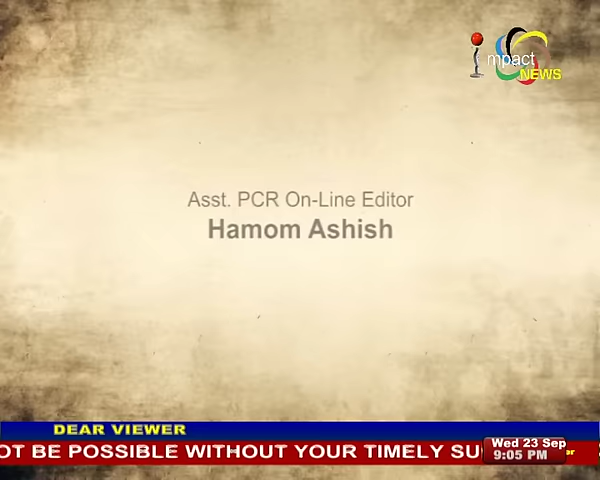 impact
NEWS
Asst. PCR On-Line Editor
Hamom Ashish
DEAR VIEWER
OT BE POSSIBLE WITHOUT YOUR TIMELY SU
Wed 23 Sep
9:05 PM